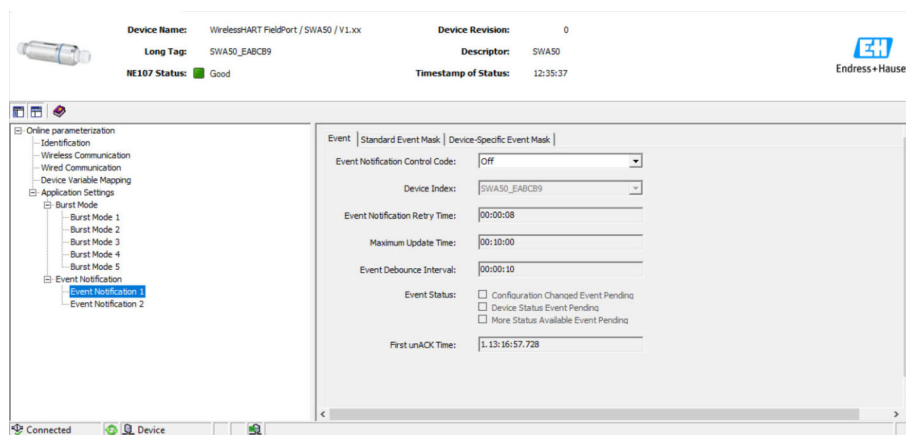 Device Name: WirelessHART FieldPort / SWA50 / V1.xx Device Revision: 0
Long Tag: SWA50_EABCB9 Descriptor: SWA50
NE107 Status: Good Timestamp of Status: 12:35:37
EH
Endress+Hause
Online parameterization
Identification
Wireless Communication
Wired Communication
Device Variable Mapping
Application Settings
Burst Mode
Burst Mode 1
Burst Mode 2
Burst Mode 3
Burst Mode 4
Burst Mode 5
Event Notification
Event Notification 1
Event Notification 2
Event Standard Event Mask Device-Specific Event Mask
Event Notification Control Code: Off
Device Index: SWA50_EABCB9
Event Notification Retry Time: 00:00:08
Maximum Update Time: 00:10:00
Event Debounce Interval: 00:00:10
Event Status: Configuration Changed Event Pending
Device Status Event Pending
More Status Available Event Pending
First unACK Time: 1.13:16:57.728
Connected Device